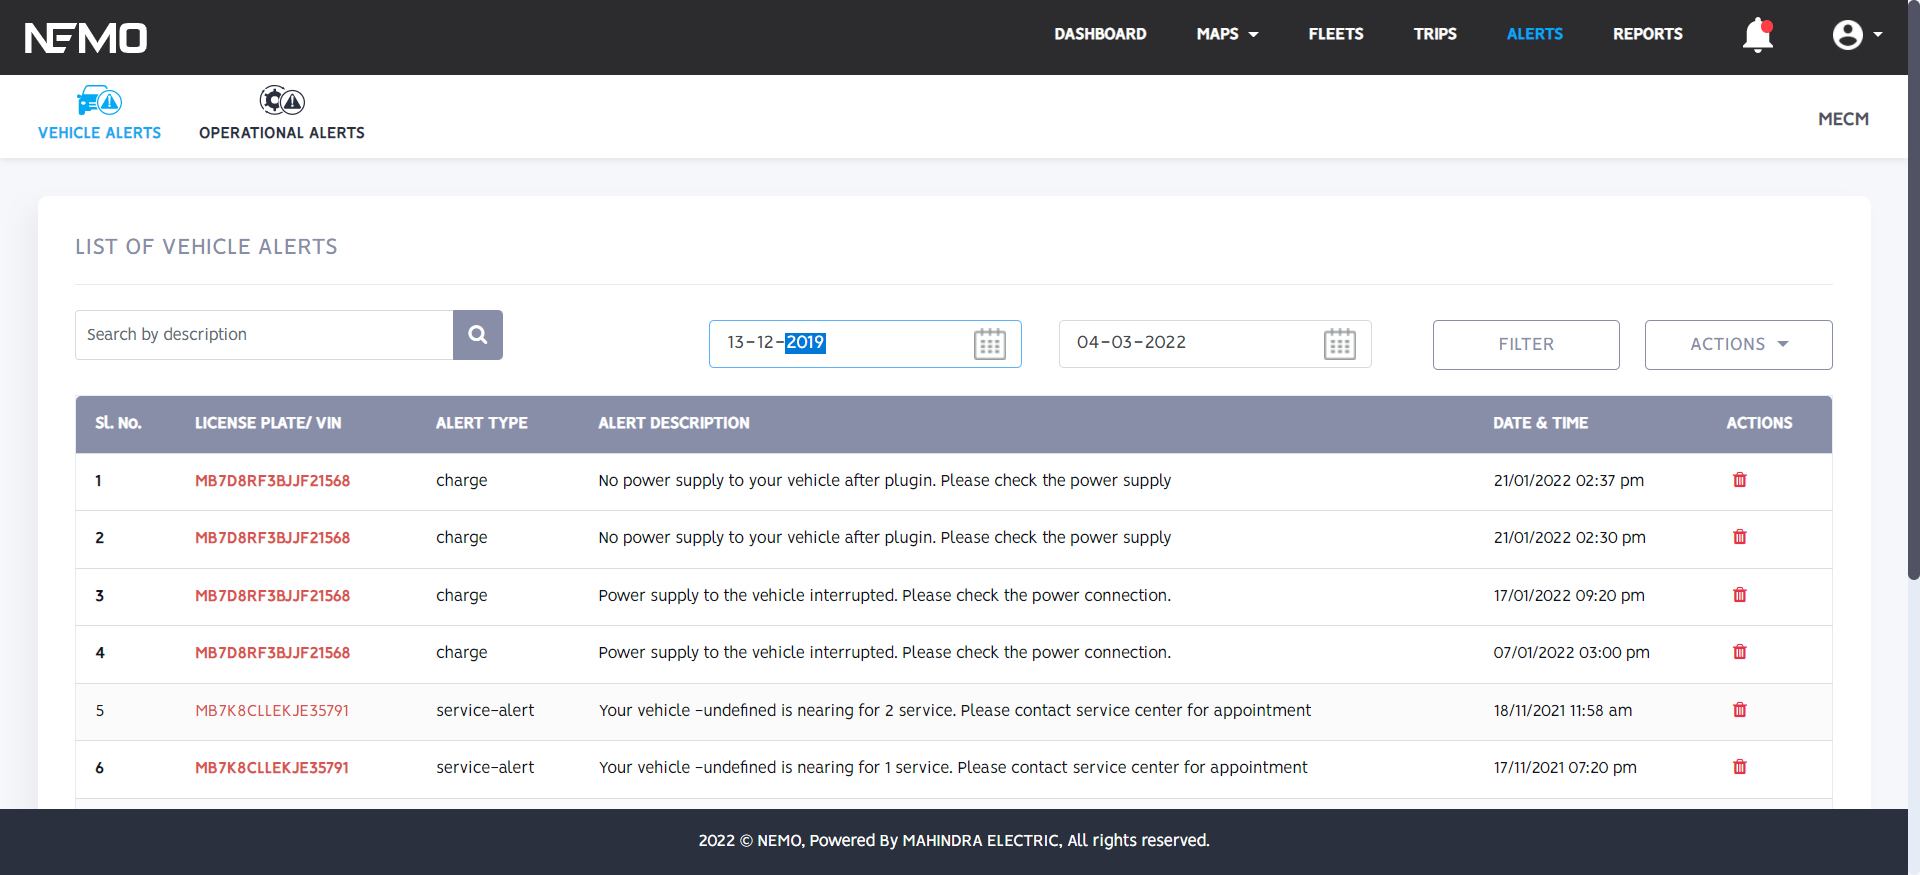 NEMO
DASHBOARD MAPS FLEETS TRIPS ALERTS REPORTS
VEHICLE ALERTS OPERATIONAL ALERTS
MECM
LIST OF VEHICLE ALERTS
Search by description 13-12-2019 04-03-2022 FILTER ACTIONS
Sl. No. LICENSE PLATE/ VIN ALERT TYPE ALERT DESCRIPTION DATE & TIME ACTIONS
1 MB7D8RF3BJJF21568 charge No power supply to your vehicle after plugin. Please check the power supply 21/01/2022 02:37 pm
2 MB7D8RF3BJJF21568 charge No power supply to your vehicle after plugin. Please check the power supply 21/01/2022 02:30 pm
3 MB7D8RF3BJJF21568 charge Power supply to the vehicle interrupted. Please check the power connection. 17/01/2022 09:20 pm
4 MB7D8RF3BJJF21568 charge Power supply to the vehicle interrupted. Please check the power connection. 07/01/2022 03:00 pm
5 MB7K8CLLEKJE35791 service-alert Your vehicle -undefined is nearing for 2 service. Please contact service center for appointment 18/11/2021 11:58 am
6 MB7K8CLLEKJE35791 service-alert Your vehicle -undefined is nearing for 1 service. Please contact service center for appointment 17/11/2021 07:20 pm
2022 © NEMO, Powered By MAHINDRA ELECTRIC, All rights reserved.